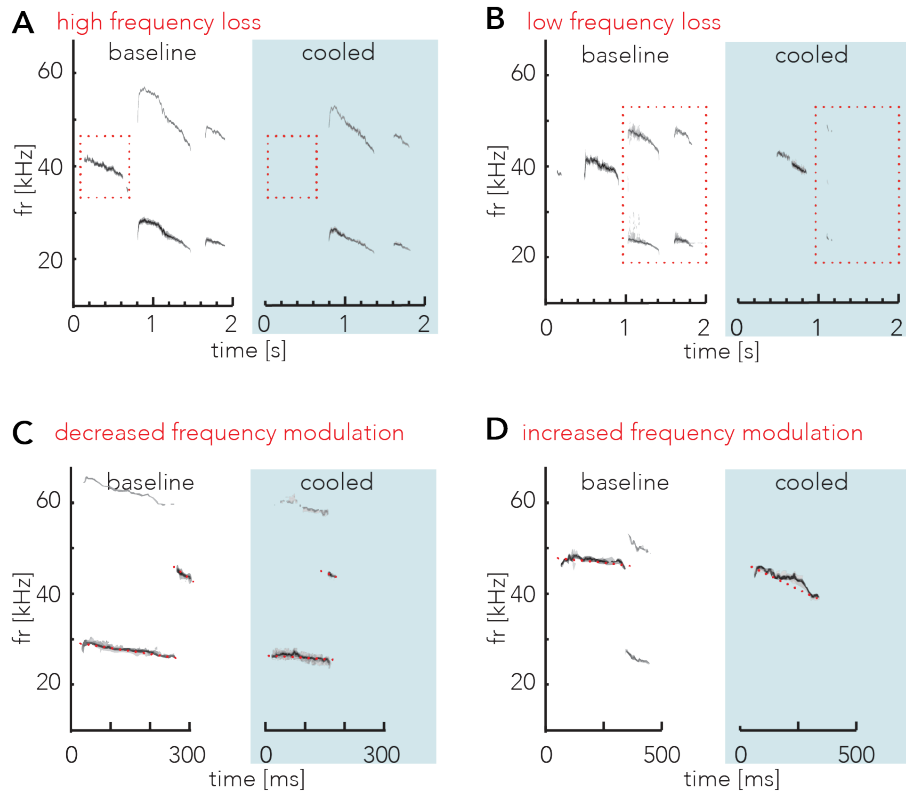 A high frequency loss
baseline
cooled
60
40
20
fr [kHz]
0 1 2 0 1 2
time [s]
B low frequency loss
baseline
cooled
60
40
20
fr [kHz]
0 1 2 0 1 2
time [s]
C decreased frequency modulation
baseline
cooled
60
40
20
fr [kHz]
0 300 0 300
time [ms]
D increased frequency modulation
baseline
cooled
60
40
20
fr [kHz]
0 500 0 500
time [ms]